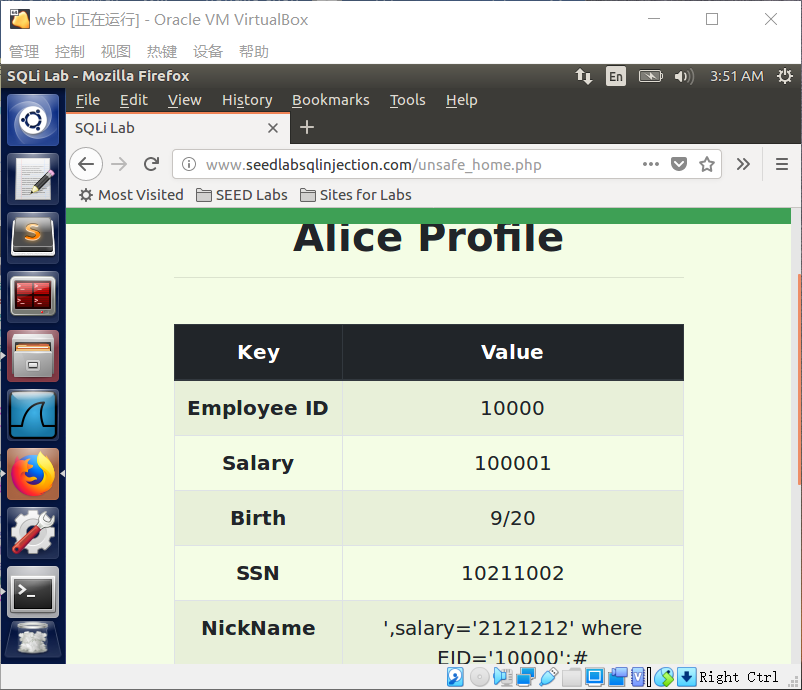 web [正在运行] - Oracle VM VirtualBox
管理 控制 视图 热键 设备 帮助
SQLi Lab - Mozilla Firefox En 3:51 AM
File Edit View History Bookmarks Tools Help
SQLi Lab
www.seedlabsqlinjection.com/unsafe_home.php
Most Visited SEED Labs Sites for Labs
Alice Profile
Key Value
Employee ID 10000
Salary 100001
Birth 9/20
SSN 10211002
NickName ',salary='2121212' where
EID='10000';#
Right Ctrl